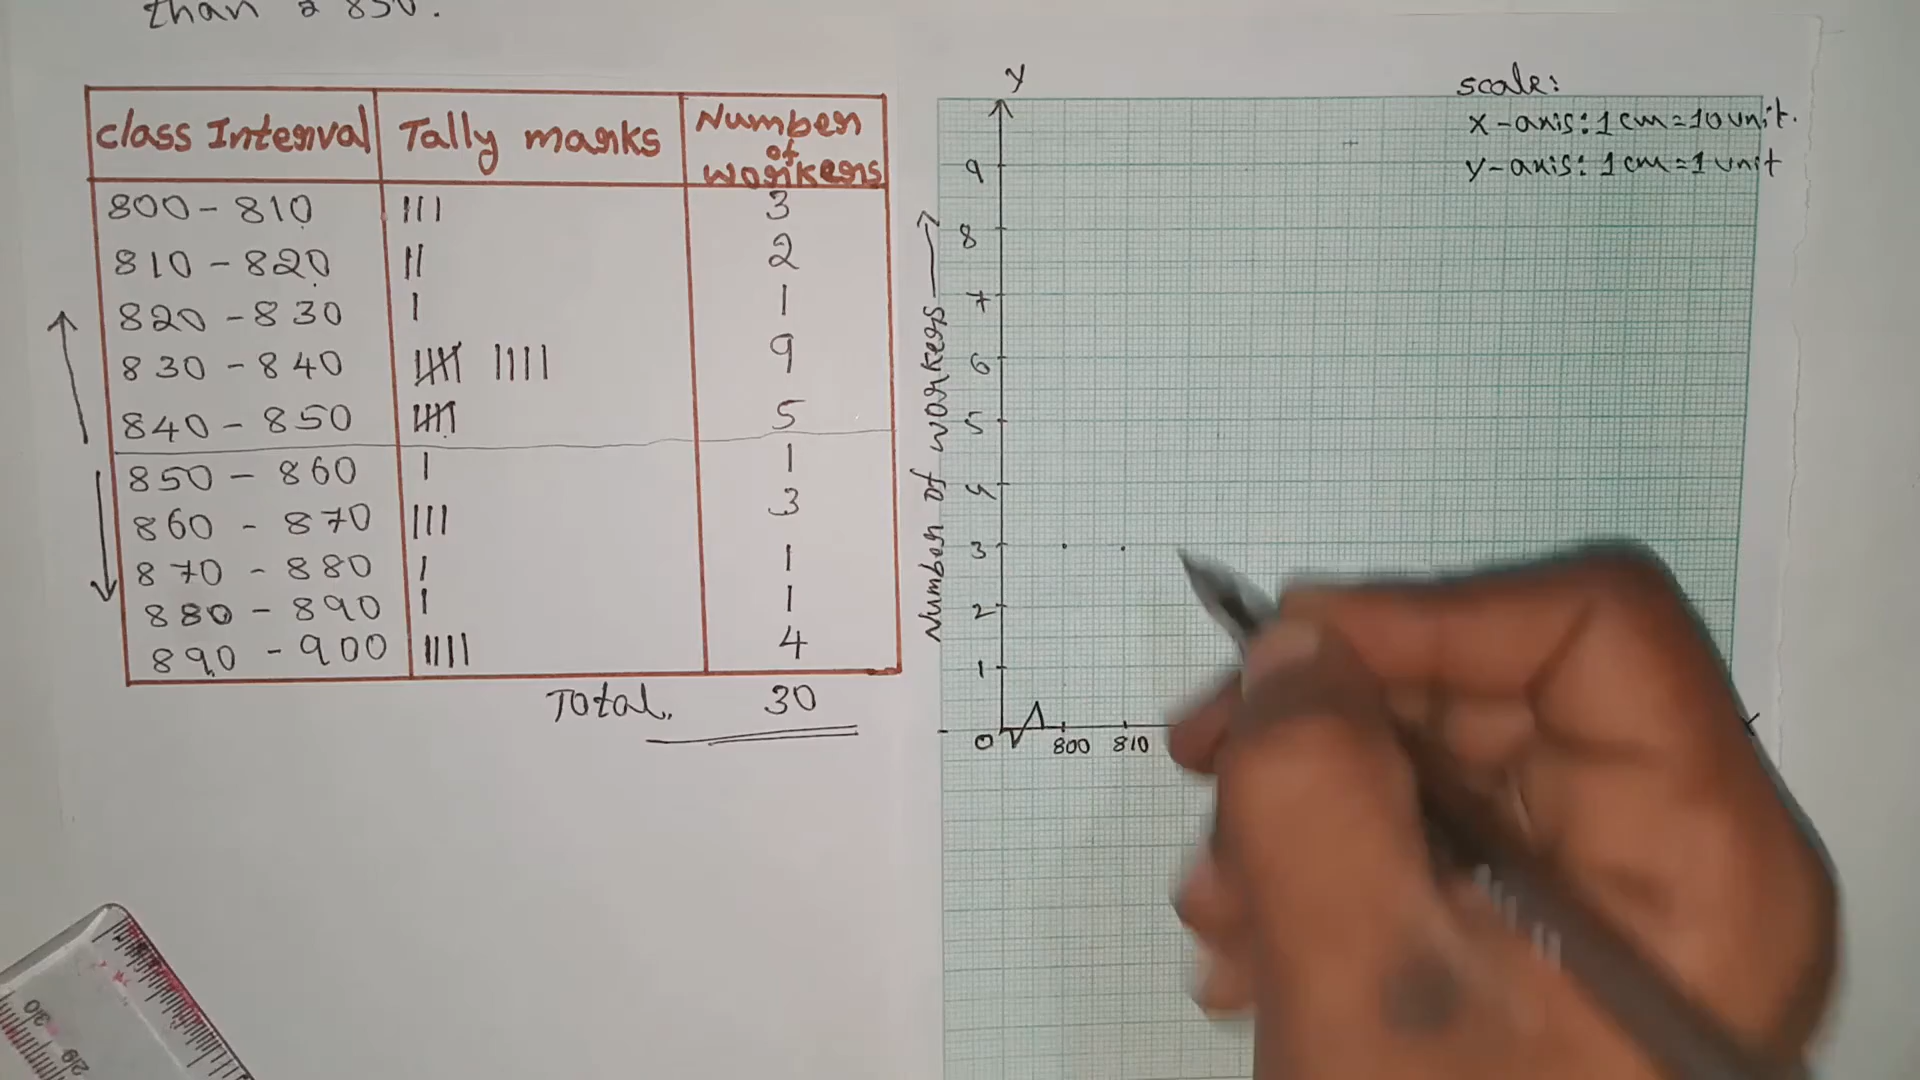 than ₹ 850.
class Interval Tally marks Number of workers
800 - 810 ||| 3
810 - 820 || 2
820 - 830 | 1
830 - 840 |||| |||| 9
840 - 850 |||| 5
850 - 860 | 1
860 - 870 ||| 3
870 - 880 | 1
880 - 890 | 1
890 - 900 |||| 4
Total. 30
scale:
x-axis: 1 cm = 10 unit.
y-axis: 1 cm = 1 unit
Y
Number of workers
9
8
7
6
5
4
3
2
1
0 800 810
30
29